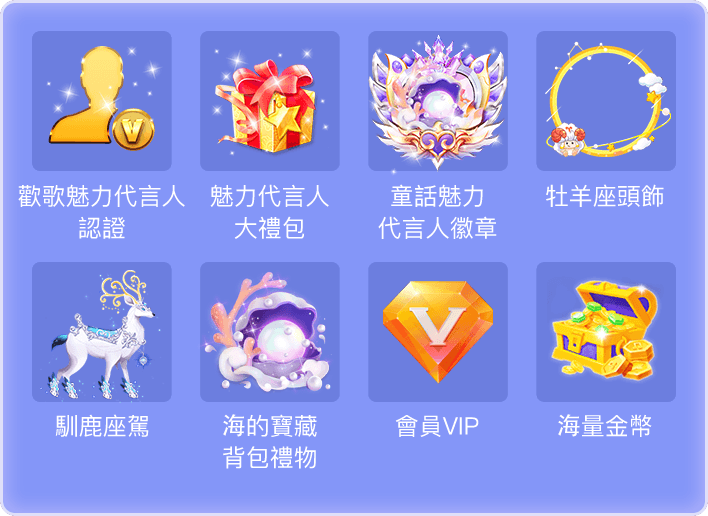 歡歌魅力代言人
認證
魅力代言人
大禮包
童話魅力
代言人徽章
牡羊座頭飾
馴鹿座駕
海的寶藏
背包禮物
會員VIP
海量金幣